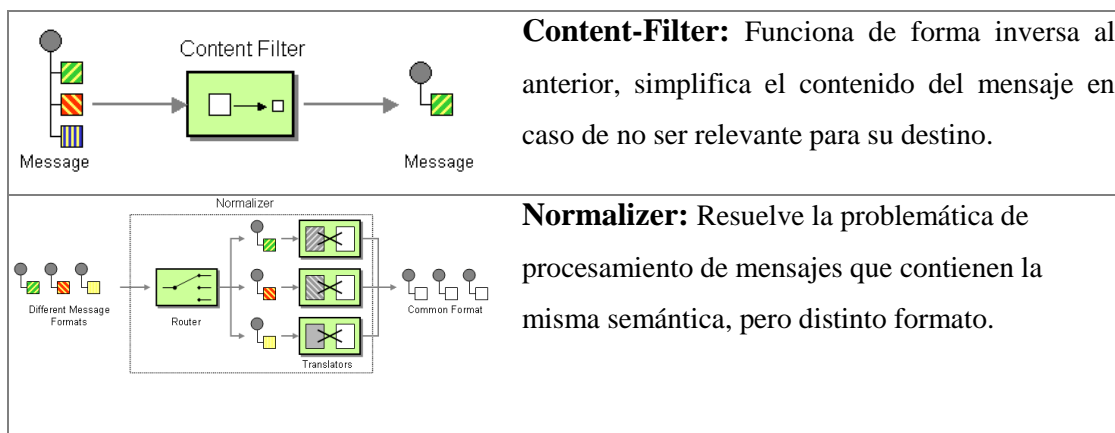 Content Filter
Message
Message
Content-Filter: Funciona de forma inversa al
anterior, simplifica el contenido del mensaje en
caso de no ser relevante para su destino.
Normalizer
Different Message
Formats
Router
Translators
Common Format
Normalizer: Resuelve la problemática de
procesamiento de mensajes que contienen la
misma semántica, pero distinto formato.